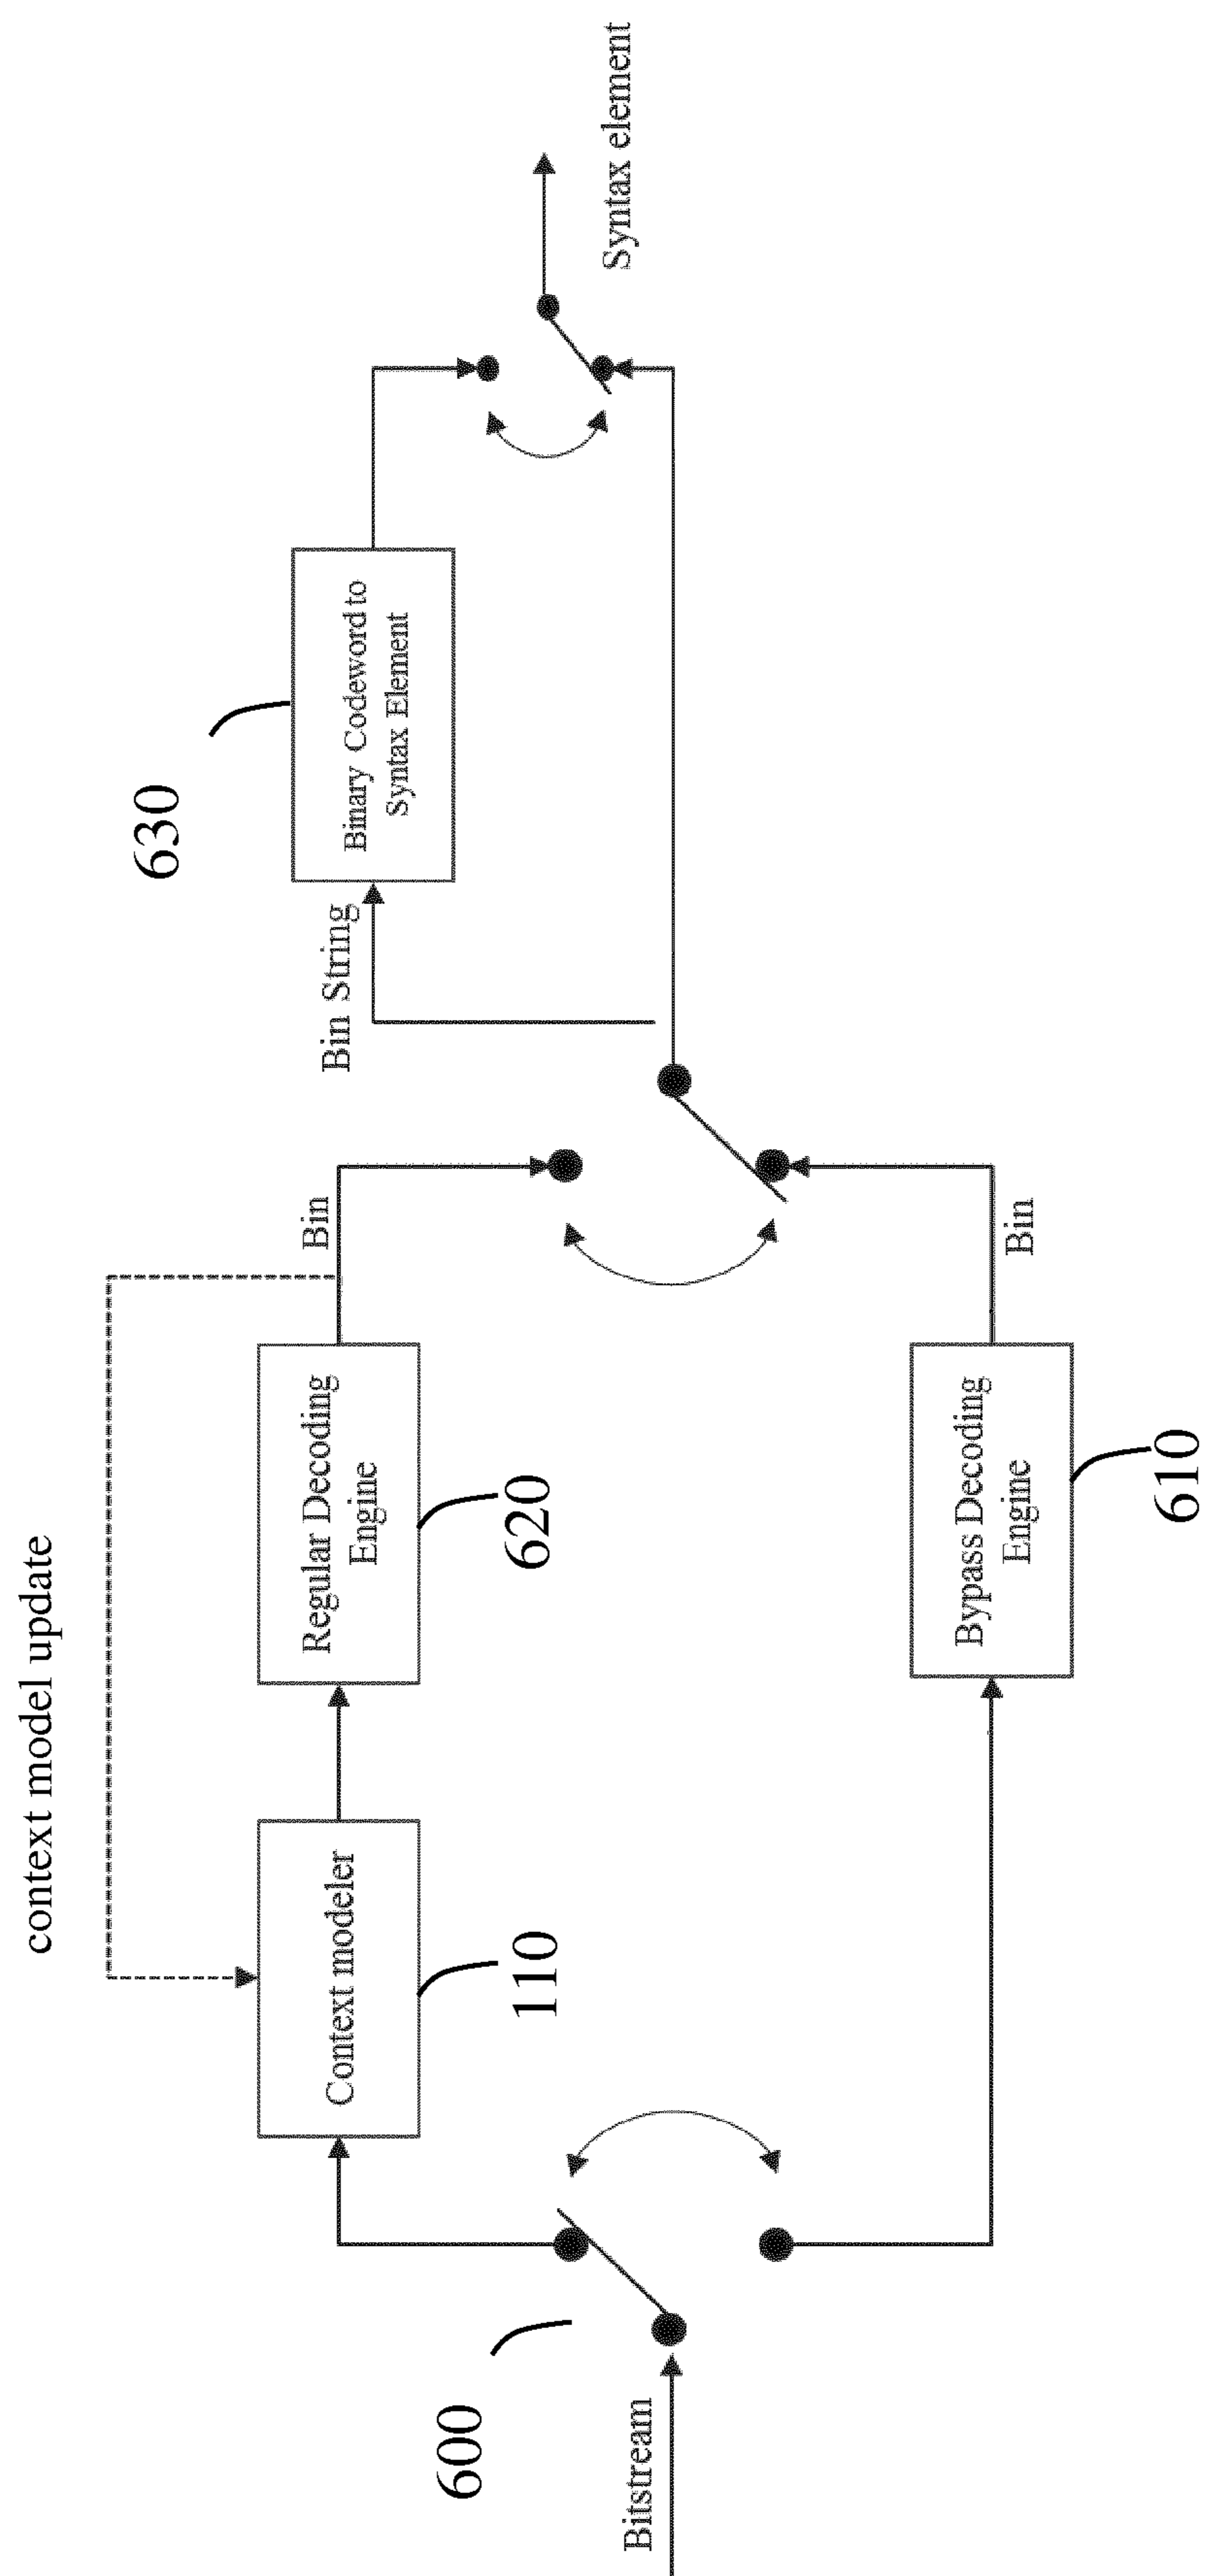 context model update
Bitstream
600
Context modeler
110
Regular Decoding
Engine
620
Bin
Bypass Decoding
Engine
610
Bin
Bin String
630
Binary Codeword to
Syntax Element
Syntax element